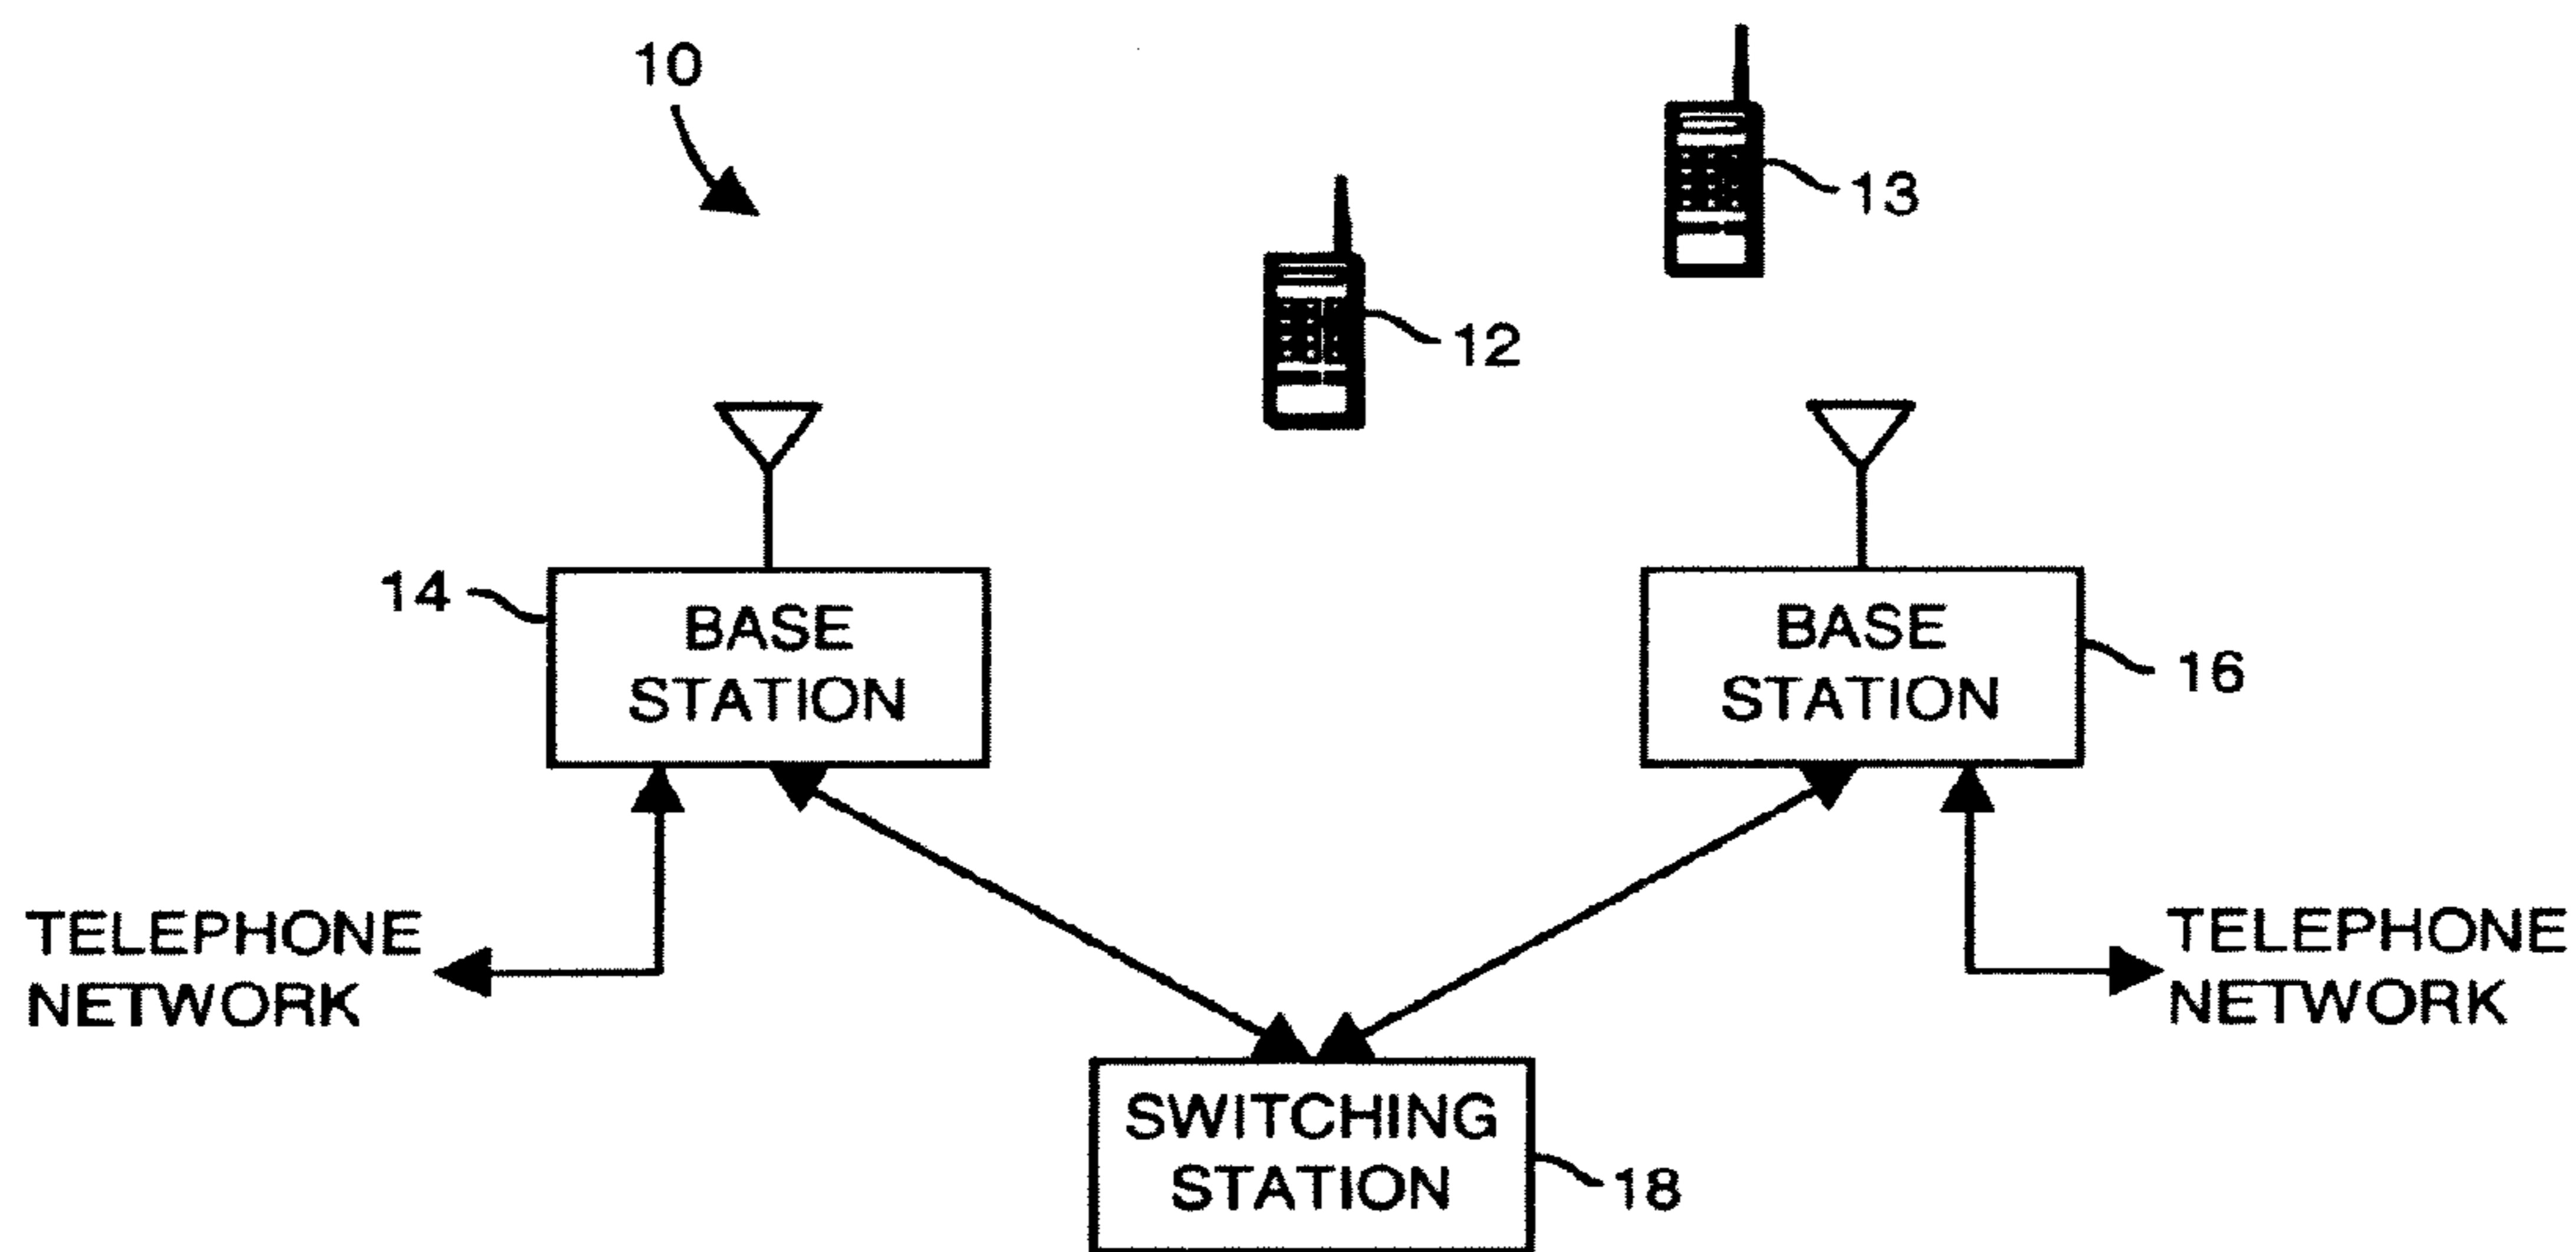 10
13
12
14
BASE
STATION
BASE
STATION
16
TELEPHONE
NETWORK
TELEPHONE
NETWORK
SWITCHING
STATION
18